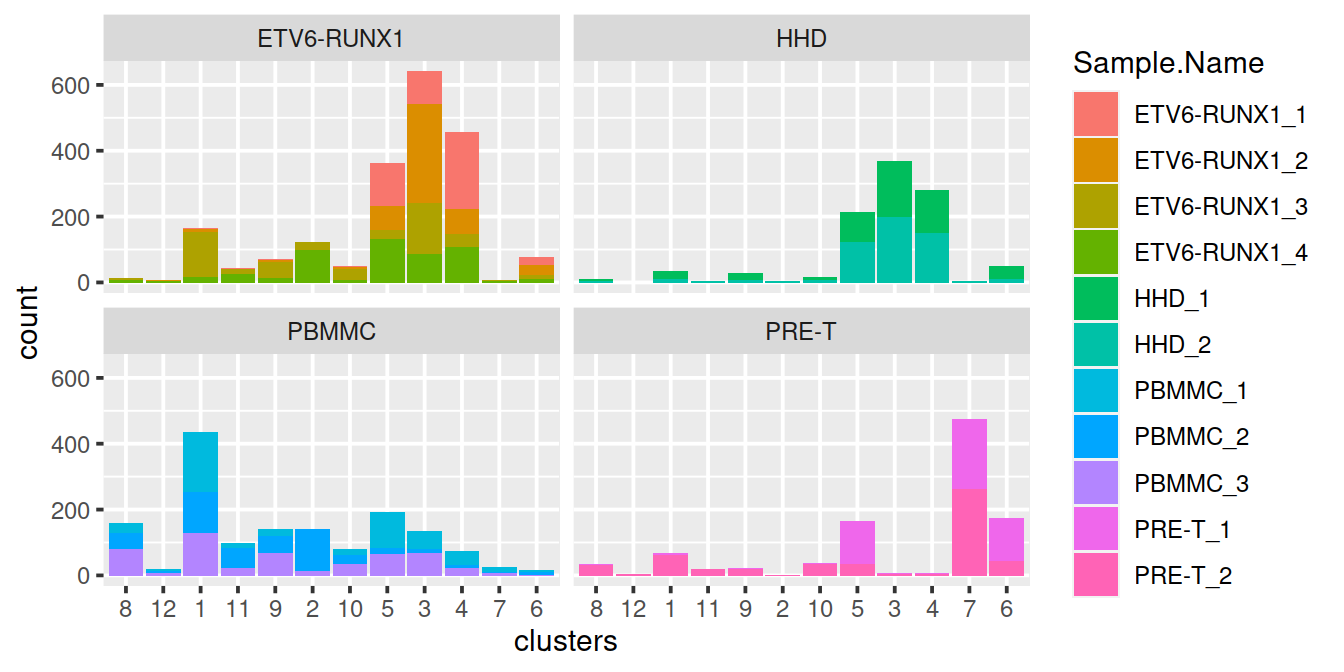 ETV6-RUNX1
HHD
600
400
200
0
PBMMC
PRE-T
600
400
200
0
8 12 1 11 9 2 10 5 3 4 7 6
8 12 1 11 9 2 10 5 3 4 7 6
clusters
count
Sample.Name
ETV6-RUNX1_1
ETV6-RUNX1_2
ETV6-RUNX1_3
ETV6-RUNX1_4
HHD_1
HHD_2
PBMMC_1
PBMMC_2
PBMMC_3
PRE-T_1
PRE-T_2